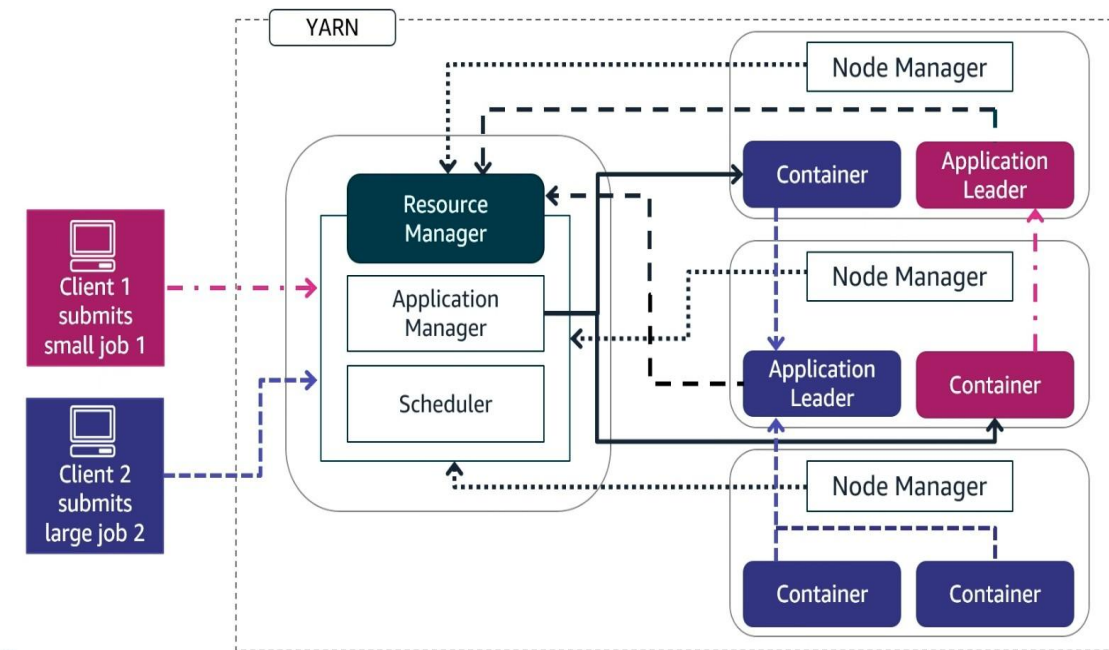 YARN
Client 1
submits
small job 1
Client 2
submits
large job 2
Resource
Manager
Application
Manager
Scheduler
Node Manager
Container
Application
Leader
Node Manager
Application
Leader
Container
Node Manager
Container
Container